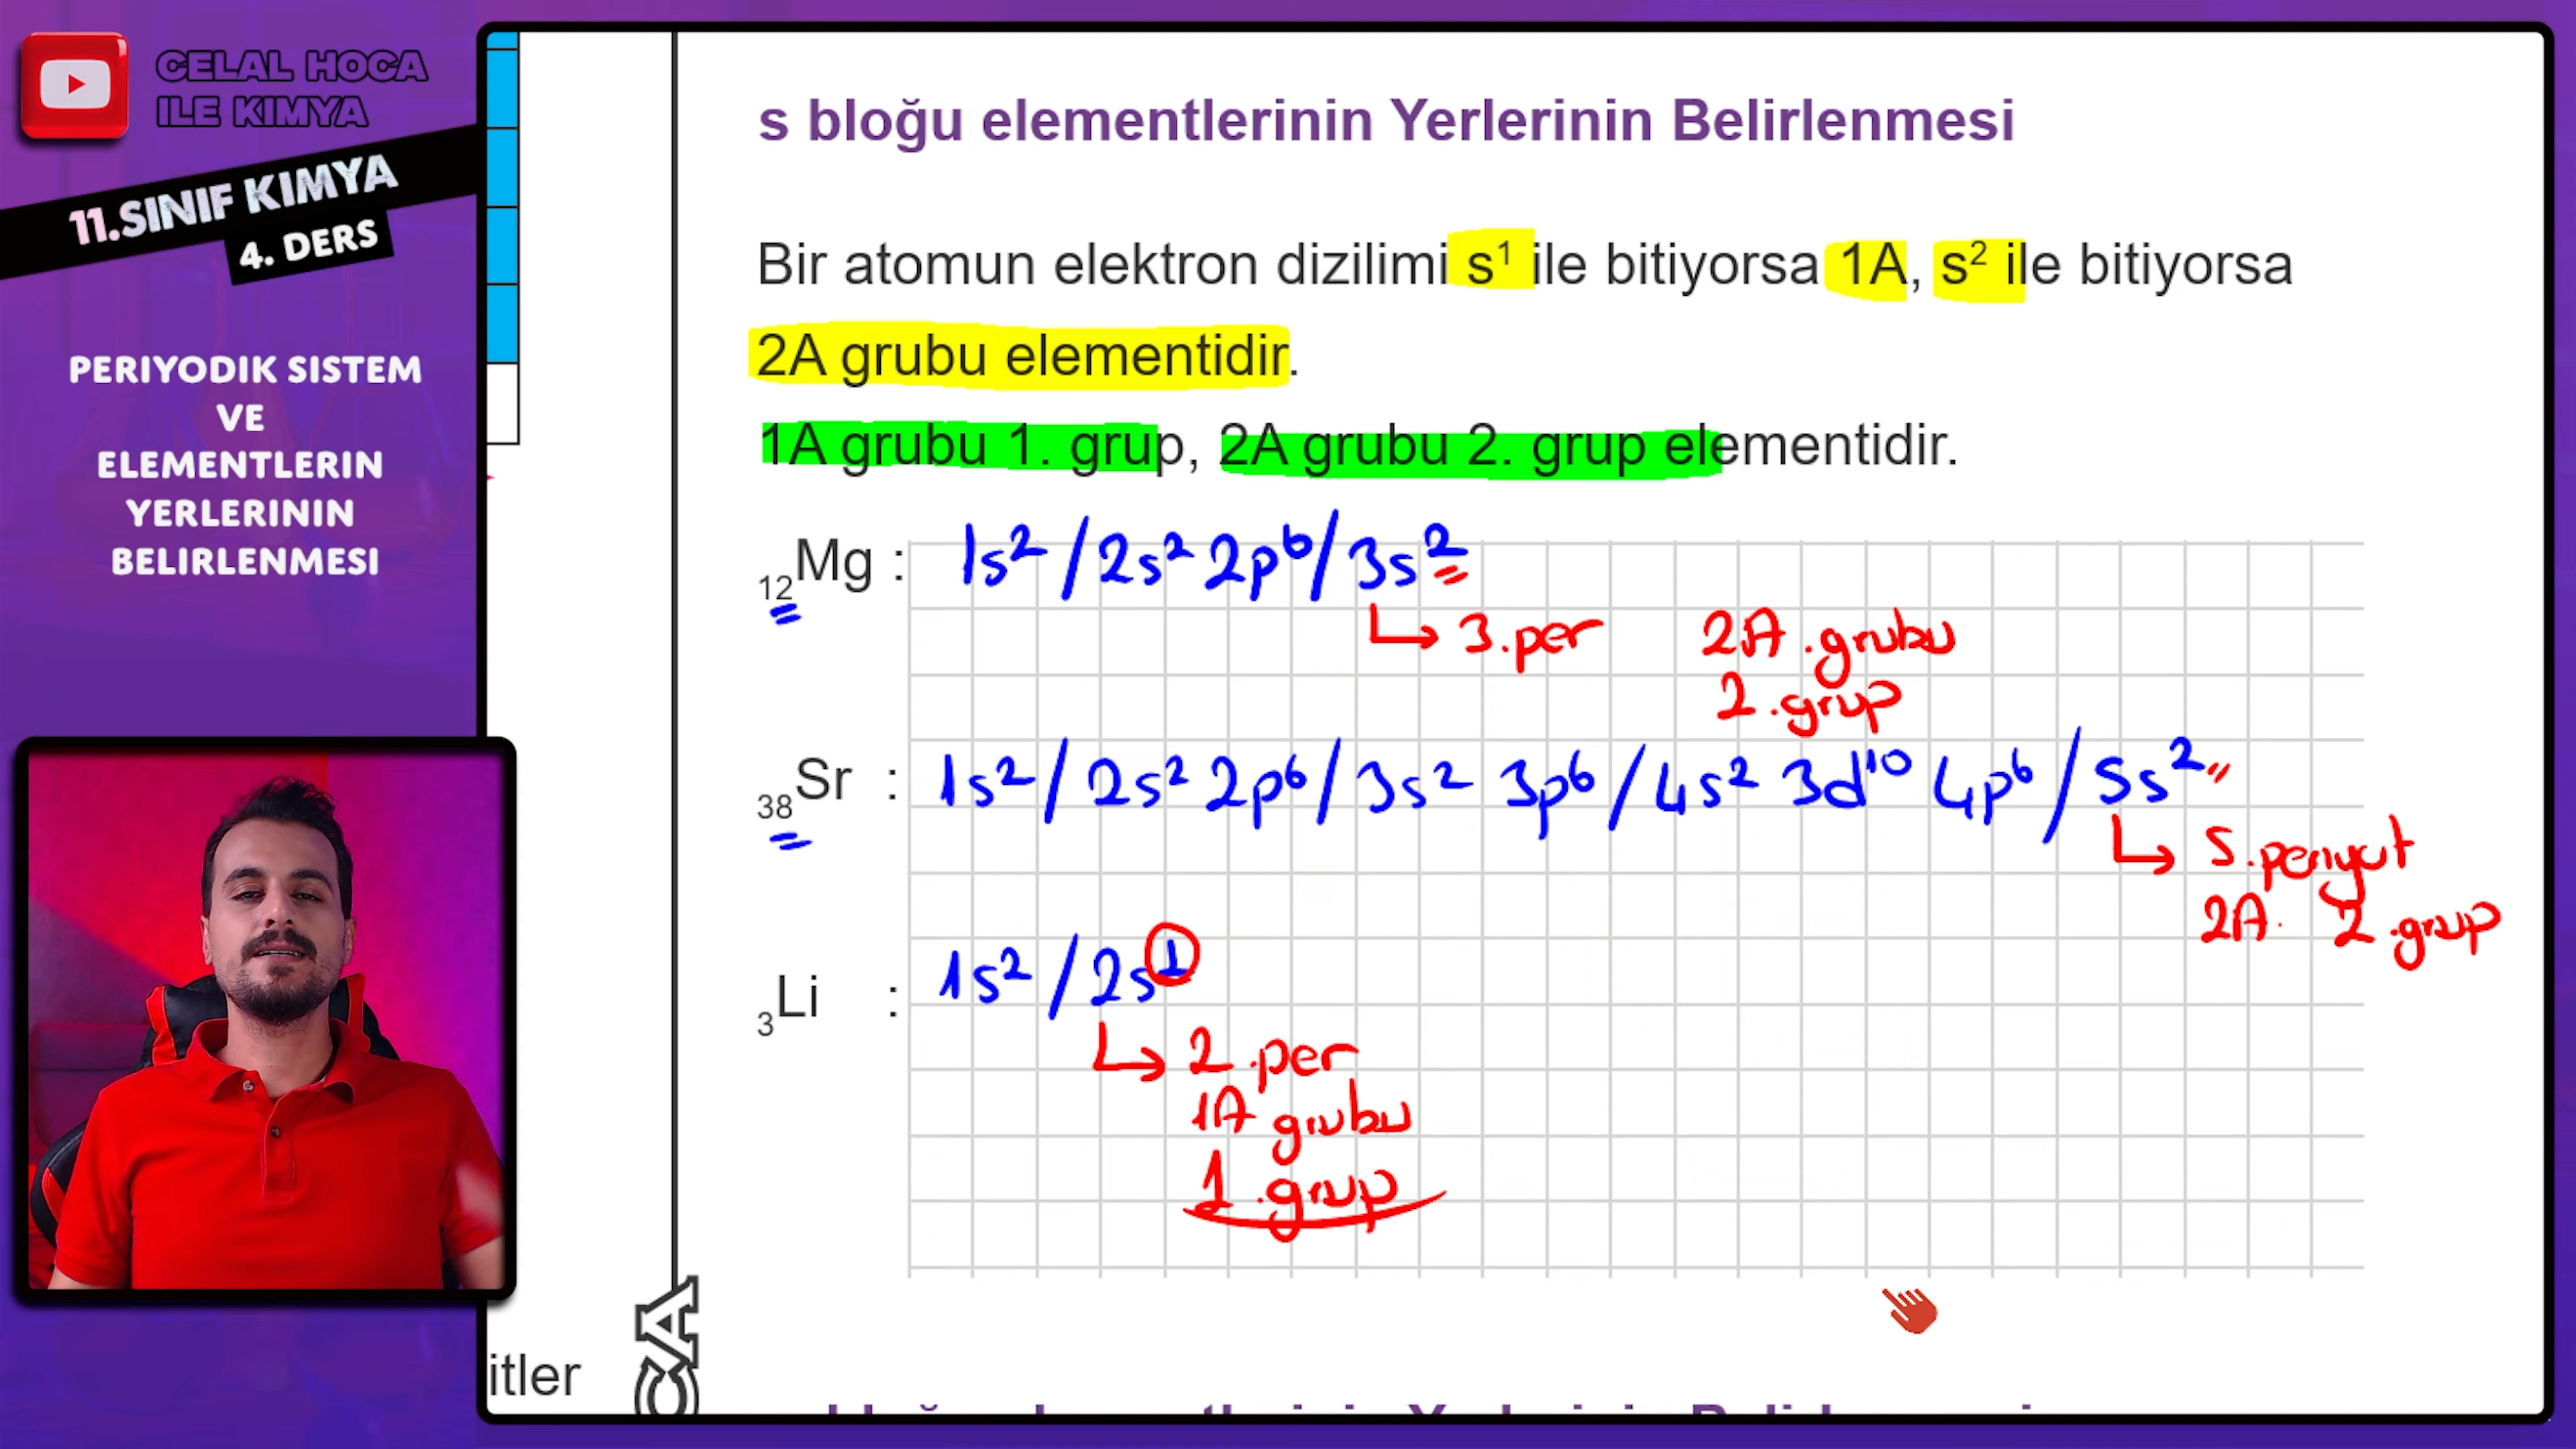 CELAL HOCA
ILE KIMYA
11.SINIF KIMYA
4. DERS
PERIYODIK SISTEM
VE
ELEMENTLERIN
YERLERININ
BELIRLENMESI
s bloğu elementlerinin Yerlerinin Belirlenmesi
Bir atomun elektron dizilimi s¹ ile bitiyorsa 1A, s² ile bitiyorsa
2A grubu elementidir.
1A grubu 1. grup, 2A grubu 2. grup elementidir.
₁₂Mg : 1s² / 2s² 2p⁶ / 3s²
3.per 2A.grubu
2.grup
₃₈Sr : 1s² / 2s² 2p⁶ / 3s² 3p⁶ / 4s² 3d¹⁰ 4p⁶ / 5s²
5.periyut
2A. 2.grup
₃Li : 1s² / 2s¹
2.per
1A grubu
1.grup
itler
CA